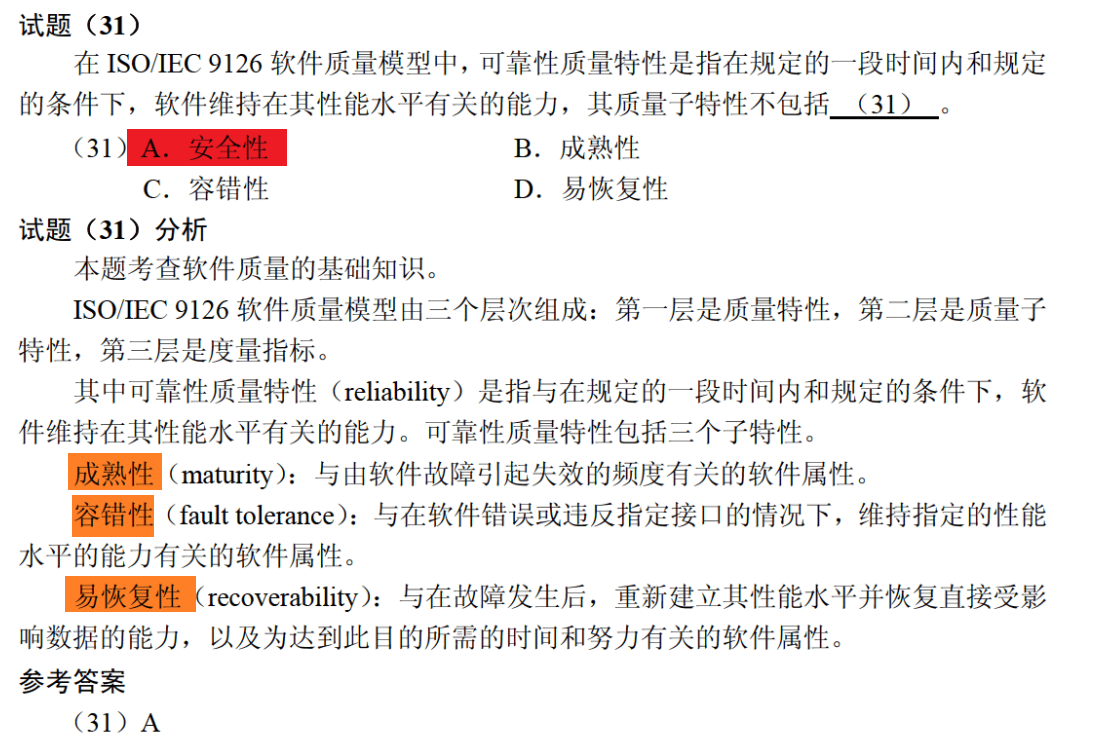 试题（31）
在 ISO/IEC 9126 软件质量模型中，可靠性质量特性是指在规定的一段时间内和规定
的条件下，软件维持在其性能水平有关的能力，其质量子特性不包括 （31） 。
（31）A．安全性 B．成熟性
C．容错性 D．易恢复性
试题（31）分析
本题考查软件质量的基础知识。
ISO/IEC 9126 软件质量模型由三个层次组成：第一层是质量特性，第二层是质量子
特性，第三层是度量指标。
其中可靠性质量特性（reliability）是指与在规定的一段时间内和规定的条件下，软
件维持在其性能水平有关的能力。可靠性质量特性包括三个子特性。
成熟性（maturity）：与由软件故障引起失效的频度有关的软件属性。
容错性（fault tolerance）：与在软件错误或违反指定接口的情况下，维持指定的性能
水平的能力有关的软件属性。
易恢复性（recoverability）：与在故障发生后，重新建立其性能水平并恢复直接受影
响数据的能力，以及为达到此目的所需的时间和努力有关的软件属性。
参考答案
（31）A